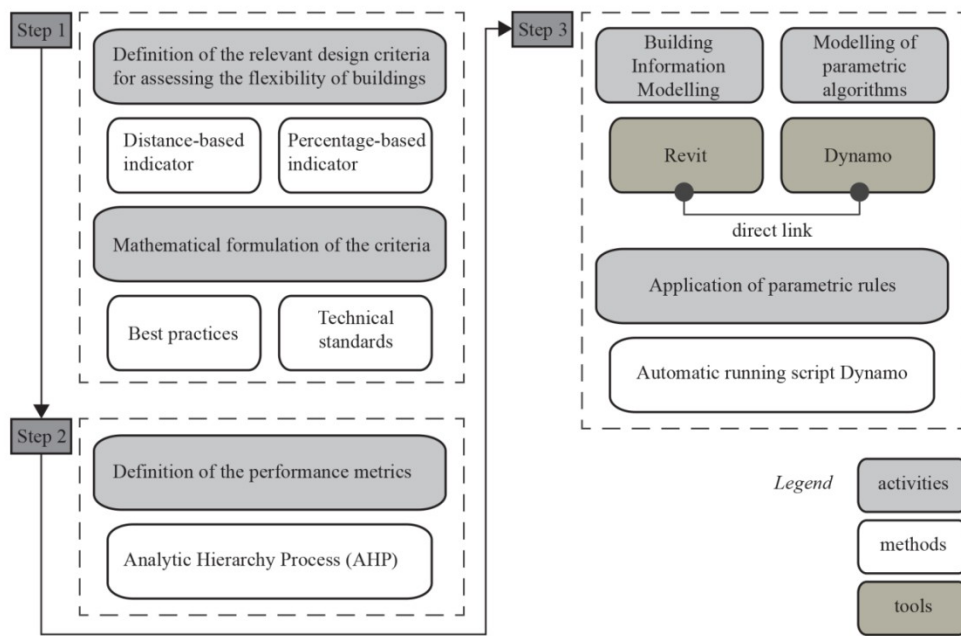 Step 1
Definition of the relevant design criteria
for assessing the flexibility of buildings
Distance-based
indicator
Percentage-based
indicator
Mathematical formulation of the criteria
Best practices
Technical
standards
Step 2
Definition of the performance metrics
Analytic Hierarchy Process (AHP)
Step 3
Building
Information
Modelling
Modelling of
parametric
algorithms
Revit
Dynamo
direct link
Application of parametric rules
Automatic running script Dynamo
Legend
activities
methods
tools